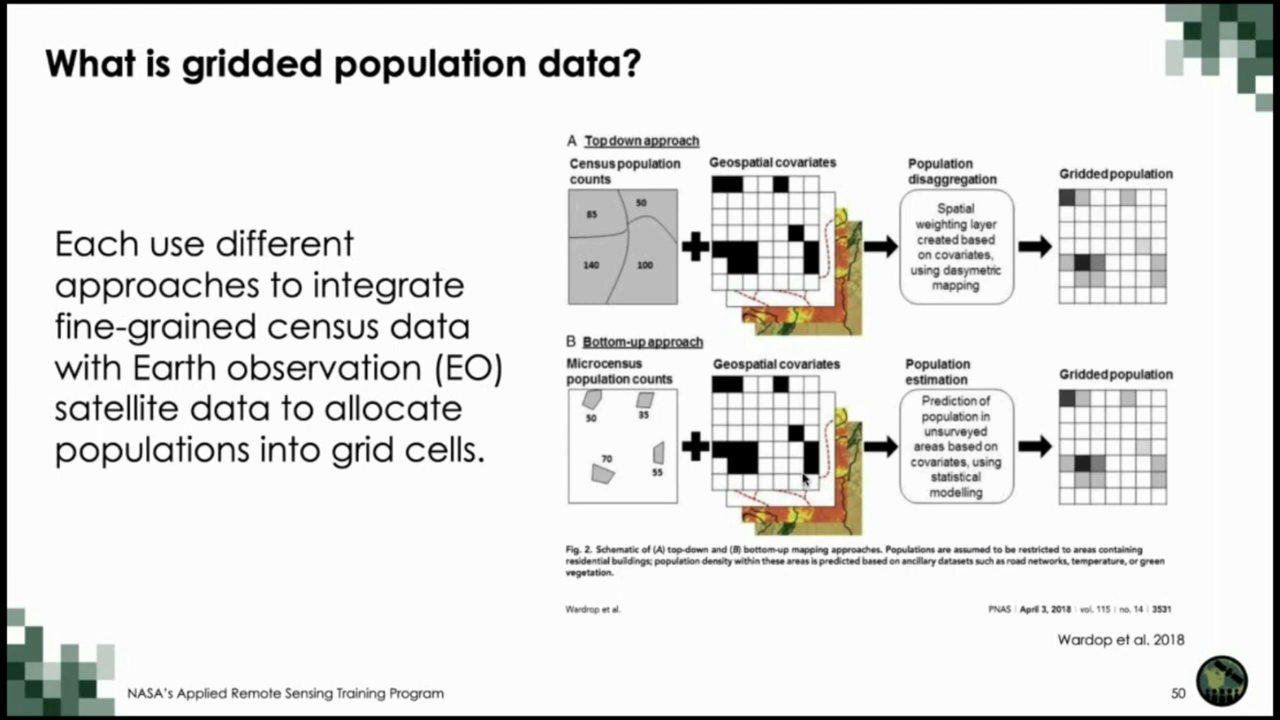 What is gridded population data?
Each use different
approaches to integrate
fine-grained census data
with Earth observation (EO)
satellite data to allocate
populations into grid cells.
A Top down approach
Census population
counts
Geospatial covariates
Population
disaggregation
Gridded population
85
50
140
100
Spatial
weighting layer
created based
on covariates,
using dasymetric
mapping
B Bottom-up approach
Microcensus
population counts
Geospatial covariates
Population
estimation
Gridded population
50
35
70
55
Prediction of
population in
unsurveyed
areas based on
covariates, using
statistical
modelling
Fig. 2. Schematic of (A) top-down and (B) bottom-up mapping approaches. Populations are assumed to be restricted to areas containing
residential buildings; population density within these areas is predicted based on ancillary datasets such as road networks, temperature, or green
vegetation.
Wardrop et al.
PNAS | April 3, 2018 | vol. 115 | no. 14 | 3531
Wardop et al. 2018
NASA's Applied Remote Sensing Training Program
50